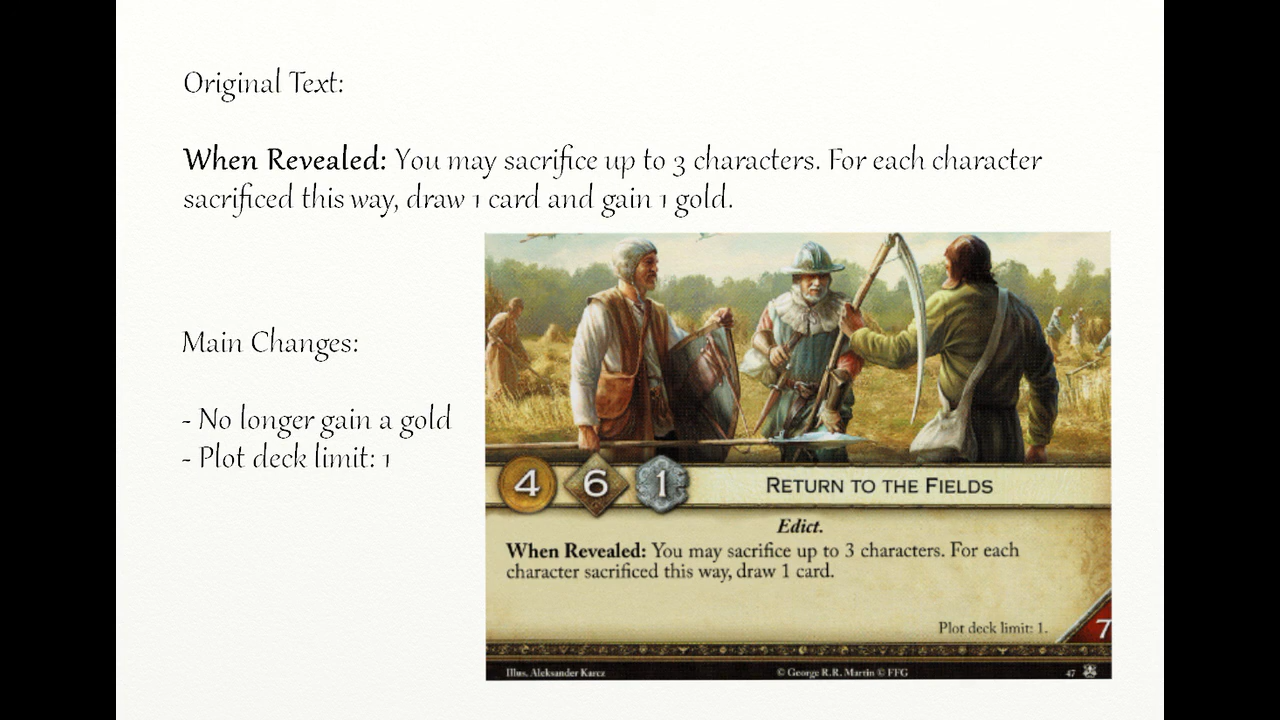 Original Text:
When Revealed: You may sacrifice up to 3 characters. For each character
sacrificed this way, draw 1 card and gain 1 gold.
Main Changes:
- No longer gain a gold
- Plot deck limit: 1
4 6 1 Return to the Fields
Edict.
When Revealed: You may sacrifice up to 3 characters. For each
character sacrificed this way, draw 1 card.
Plot deck limit: 1.
7
Illus. Aleksander Karcz © George R.R. Martin © FFG 47